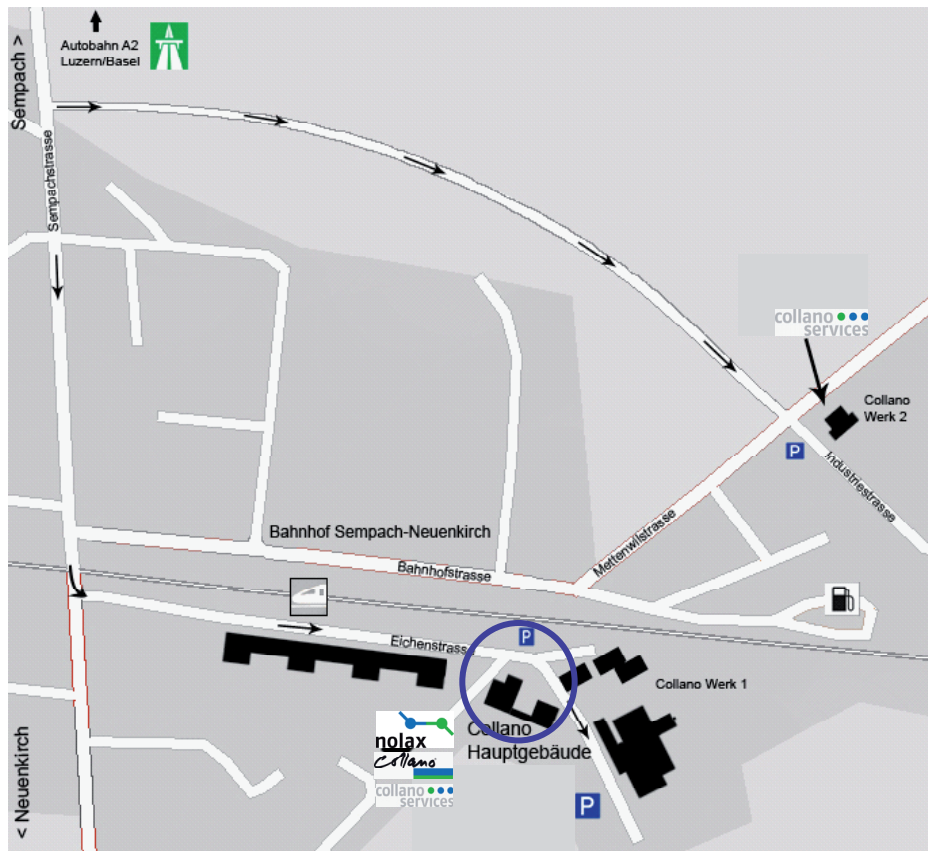 Autobahn A2
Luzern/Basel
Sempach >
Sempachstrasse
collano
services
Collano
Werk 2
P
Industriestrasse
Mettenwilstrasse
Bahnhof Sempach-Neuenkirch
Bahnhofstrasse
P
Eichenstrasse
Collano Werk 1
nolax
collano
collano
services
Collano
Hauptgebäude
P
< Neuenkirch